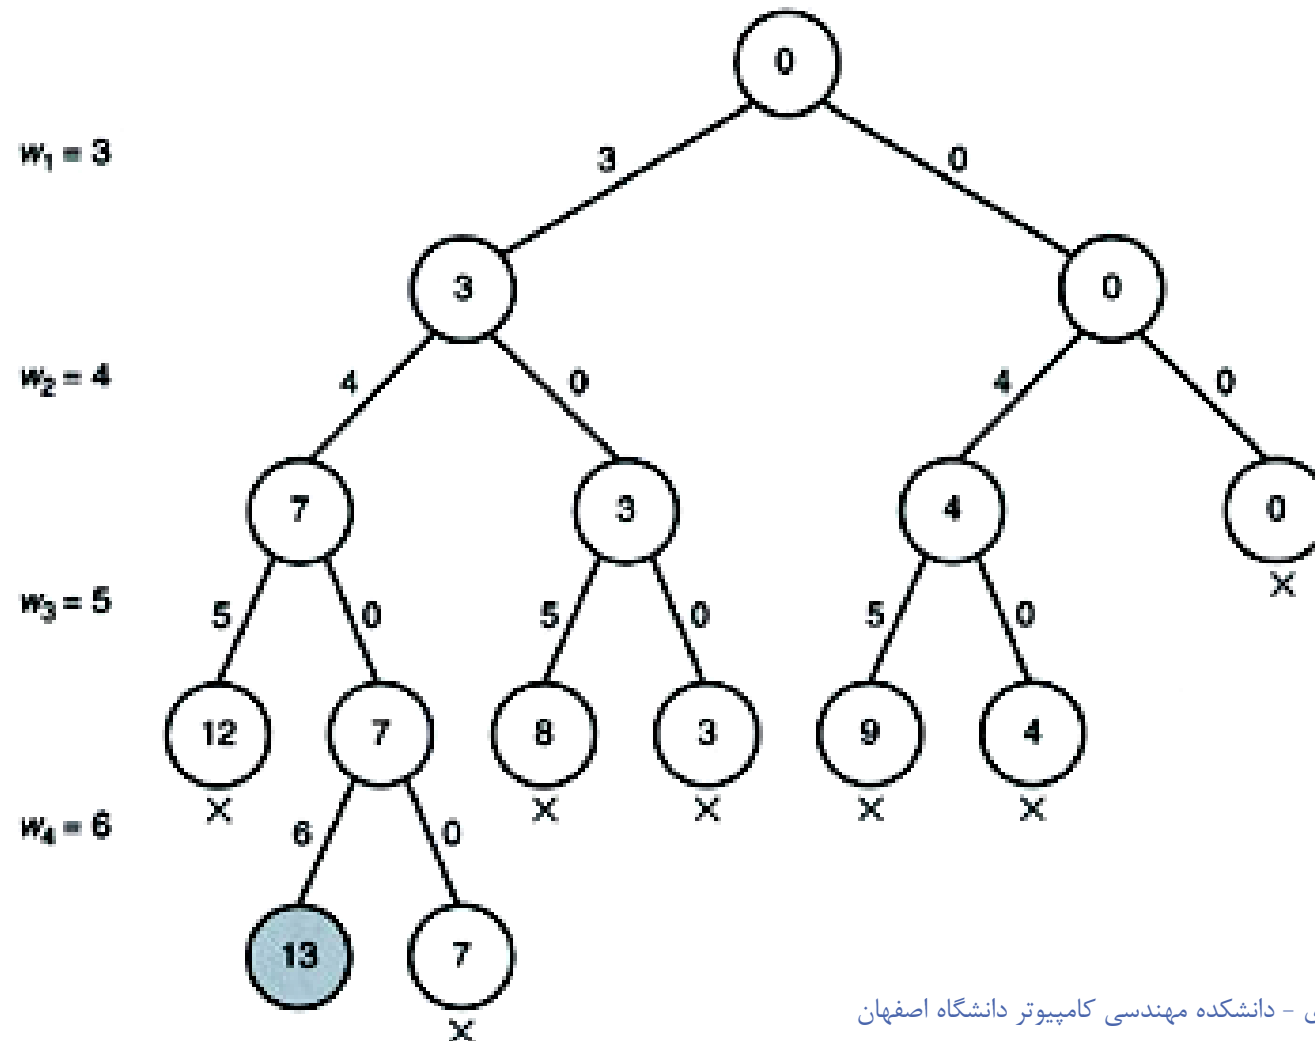 0
w₁ = 3
3 0
3 0
w₂ = 4
4 0 4 0
7 3 4 0
w₃ = 5
5 0 5 0 5 0
×
12 7 8 3 9 4
× × × × ×
w₄ = 6
6 0
13 7
×
- دانشکده مهندسی کامپیوتر دانشگاه اصفهان